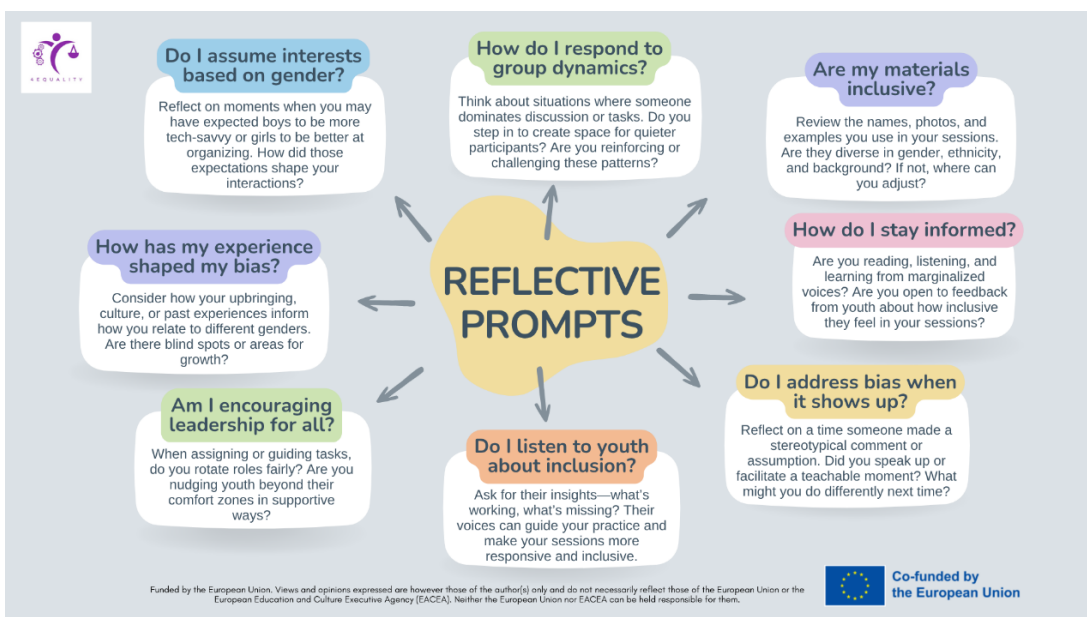 4EQUALITY
Do I assume interests
based on gender?
Reflect on moments when you may
have expected boys to be more
tech-savvy or girls to be better at
organizing. How did those
expectations shape your
interactions?
How do I respond to
group dynamics?
Think about situations where someone
dominates discussion or tasks. Do you
step in to create space for quieter
participants? Are you reinforcing or
challenging these patterns?
Are my materials
inclusive?
Review the names, photos, and
examples you use in your sessions.
Are they diverse in gender, ethnicity,
and background? If not, where can
you adjust?
How has my experience
shaped my bias?
Consider how your upbringing,
culture, or past experiences inform
how you relate to different genders.
Are there blind spots or areas for
growth?
REFLECTIVE
PROMPTS
How do I stay informed?
Are you reading, listening, and
learning from marginalized
voices? Are you open to feedback
from youth about how inclusive
they feel in your sessions?
Am I encouraging
leadership for all?
When assigning or guiding tasks,
do you rotate roles fairly? Are you
nudging youth beyond their
comfort zones in supportive
ways?
Do I listen to youth
about inclusion?
Ask for their insights—what's
working, what's missing? Their
voices can guide your practice and
make your sessions more
responsive and inclusive.
Do I address bias when
it shows up?
Reflect on a time someone made a
stereotypical comment or
assumption. Did you speak up or
facilitate a teachable moment? What
might you do differently next time?
Funded by the European Union. Views and opinions expressed are however those of the author(s) only and do not necessarily reflect those of the European Union or the
European Education and Culture Executive Agency (EACEA). Neither the European Union nor EACEA can be held responsible for them.
Co-funded by
the European Union